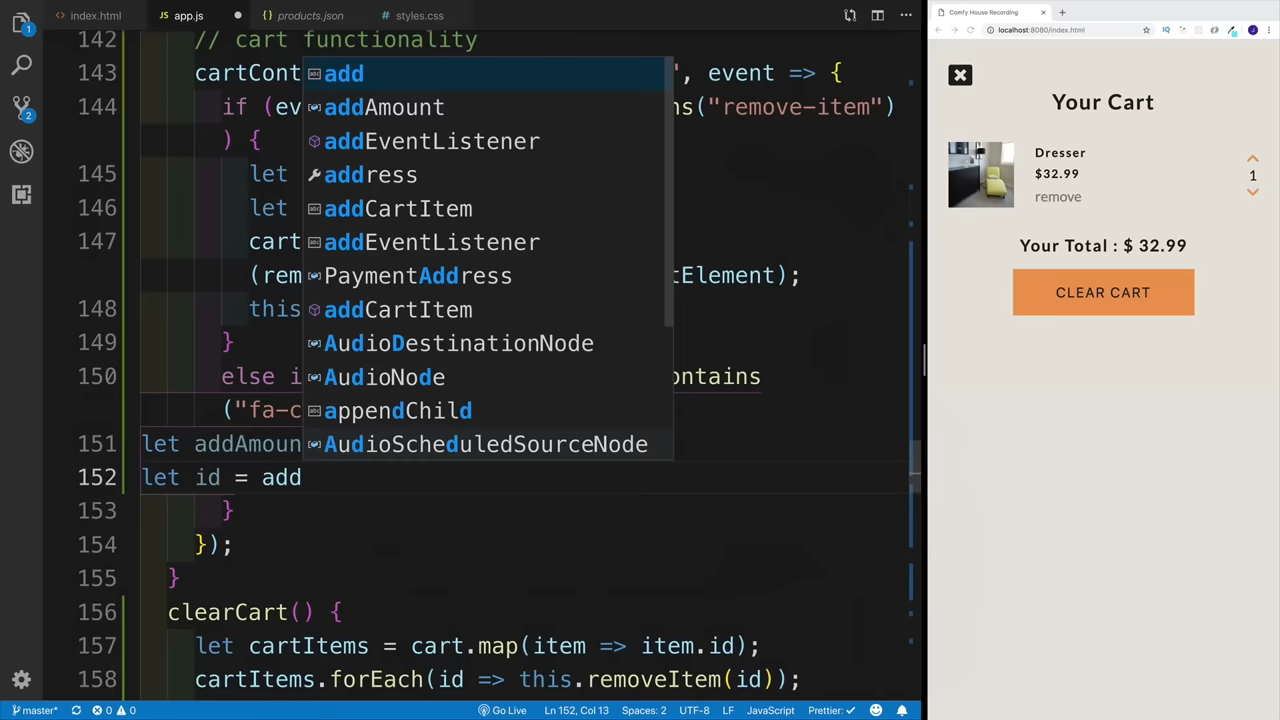 index.html
app.js
products.json
styles.css
142 // cart functionality
143 cartCont ", event => {
144 if (ev ns("remove-item")
) {
145 let
146 let
147 cart
(rem tElement);
148 this
149 }
150 else i ontains
("fa-c
151 let addAmoun
152 let id = add
153 }
154 });
155 }
156 clearCart() {
157 let cartItems = cart.map(item => item.id);
158 cartItems.forEach(id => this.removeItem(id));
add
addAmount
addEventListener
address
addCartItem
addEventListener
PaymentAddress
addCartItem
AudioDestinationNode
AudioNode
appendChild
AudioScheduledSourceNode
1
2
master*
0 0
Go Live
Ln 152, Col 13
Spaces: 2
UTF-8
LF
JavaScript
Prettier: ✓
Comfy House Recording
localhost:8080/index.html
IQ
J
Your Cart
Dresser
$32.99
remove
1
Your Total : $ 32.99
CLEAR CART